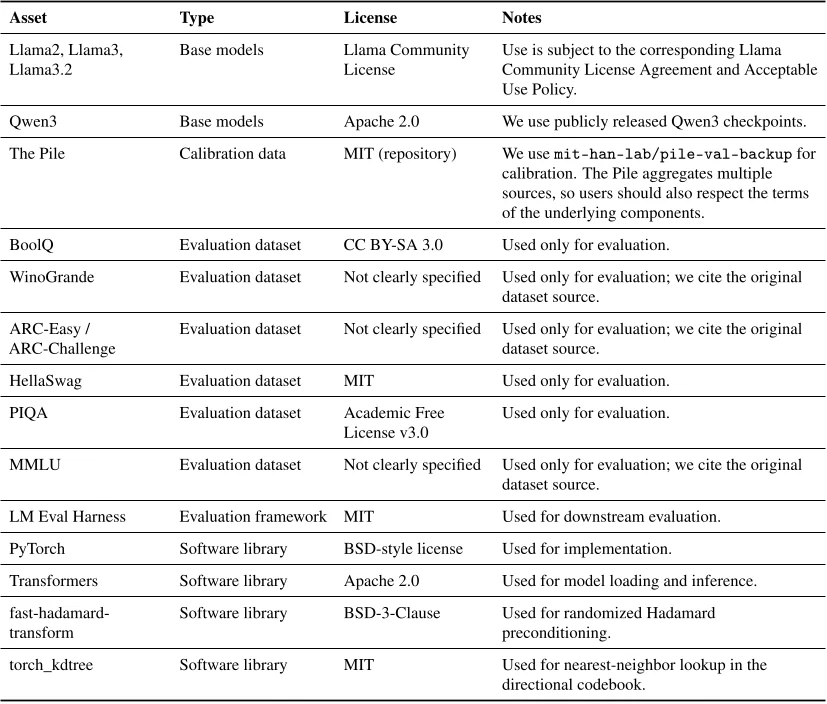 Asset Type License Notes
Llama2, Llama3, Base models Llama Community Use is subject to the corresponding Llama
Llama3.2 License Community License Agreement and Acceptable
Use Policy.
Qwen3 Base models Apache 2.0 We use publicly released Qwen3 checkpoints.
The Pile Calibration data MIT (repository) We use mit-han-lab/pile-val-backup for
calibration. The Pile aggregates multiple
sources, so users should also respect the terms
of the underlying components.
BoolQ Evaluation dataset CC BY-SA 3.0 Used only for evaluation.
WinoGrande Evaluation dataset Not clearly specified Used only for evaluation; we cite the original
dataset source.
ARC-Easy / Evaluation dataset Not clearly specified Used only for evaluation; we cite the original
ARC-Challenge dataset source.
HellaSwag Evaluation dataset MIT Used only for evaluation.
PIQA Evaluation dataset Academic Free Used only for evaluation.
License v3.0
MMLU Evaluation dataset Not clearly specified Used only for evaluation; we cite the original
dataset source.
LM Eval Harness Evaluation framework MIT Used for downstream evaluation.
PyTorch Software library BSD-style license Used for implementation.
Transformers Software library Apache 2.0 Used for model loading and inference.
fast-hadamard- Software library BSD-3-Clause Used for randomized Hadamard
transform preconditioning.
torch_kdtree Software library MIT Used for nearest-neighbor lookup in the
directional codebook.